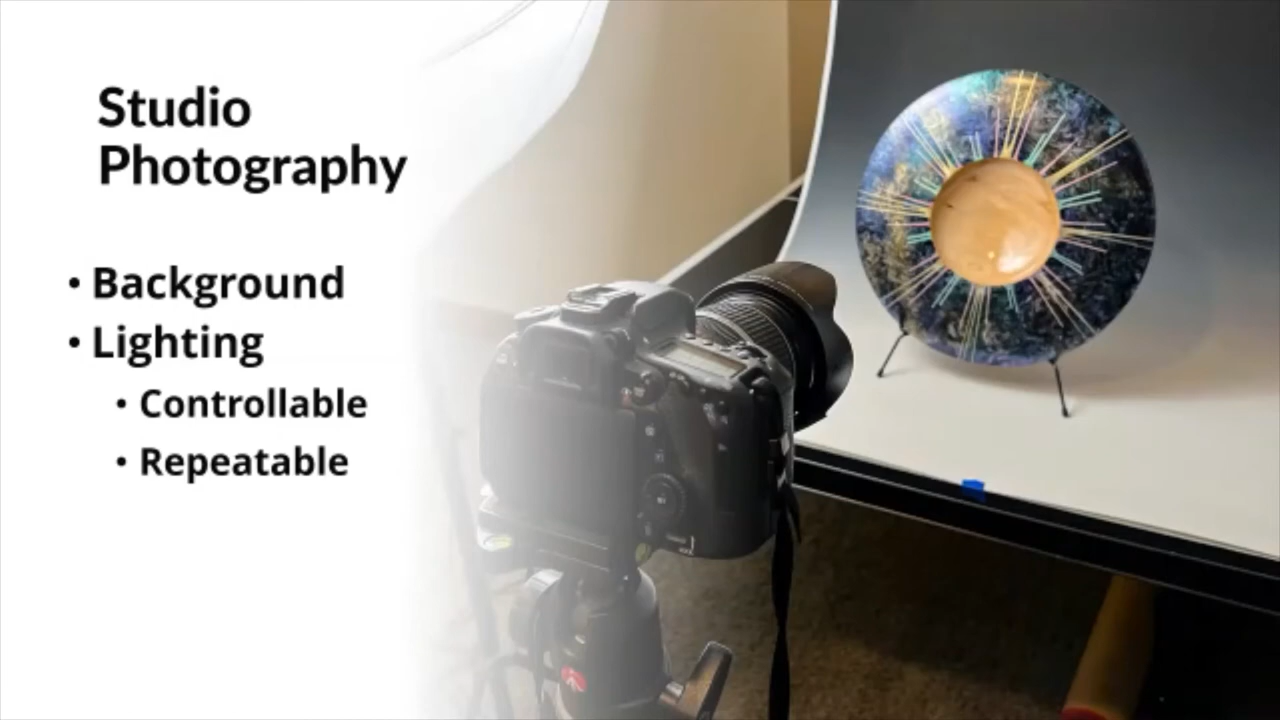 Studio
Photography
• Background
• Lighting
• Controllable
• Repeatable